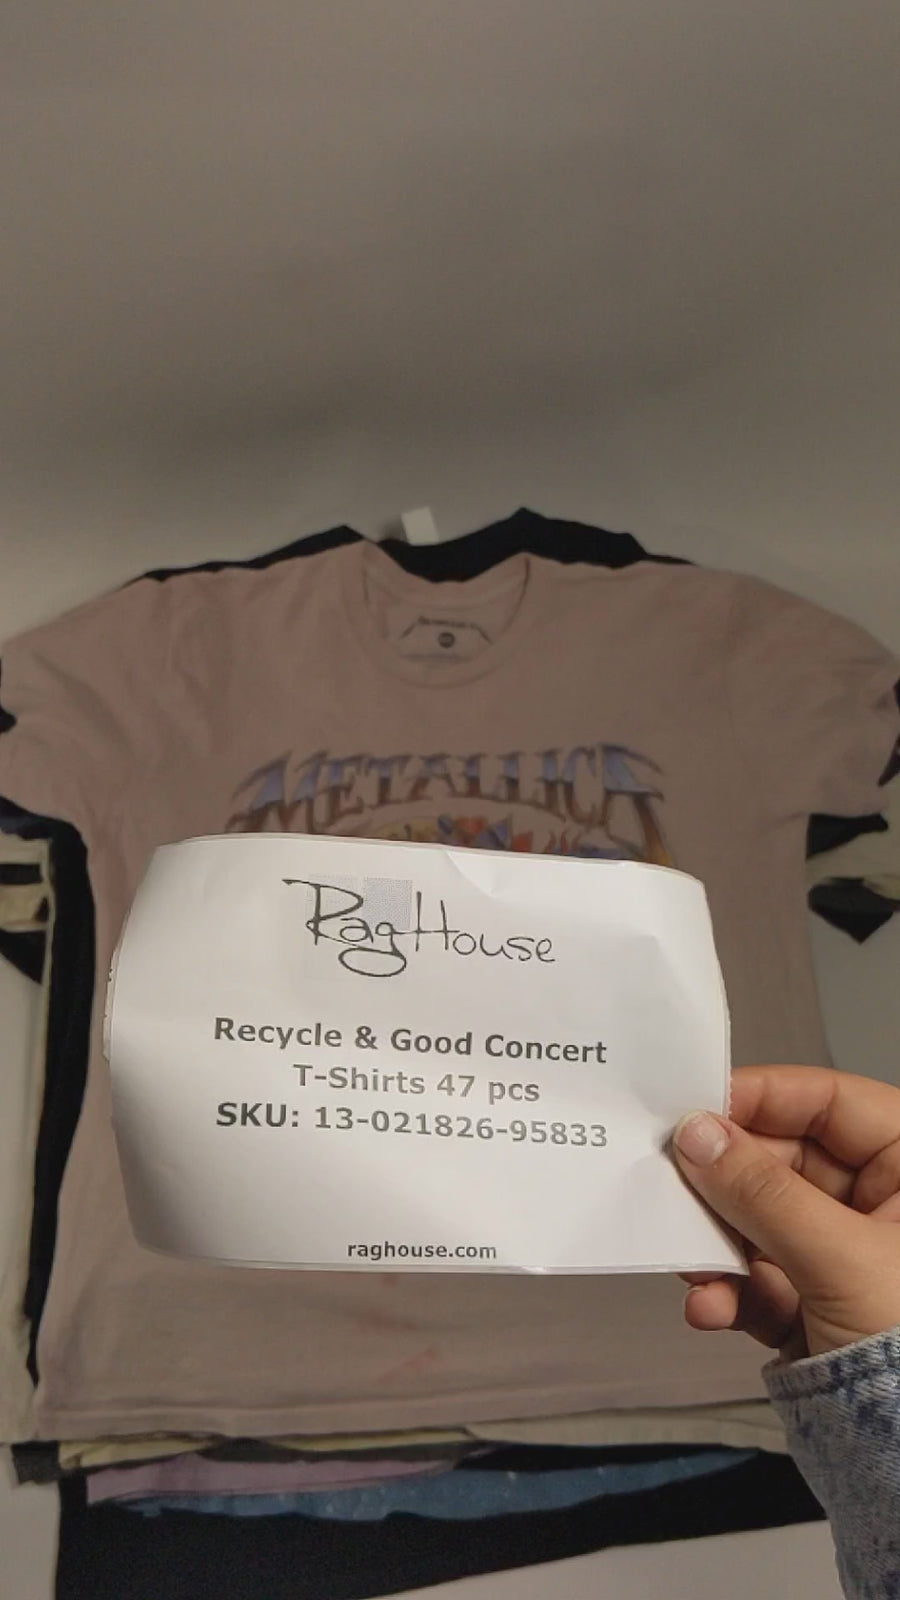 METALLICA
RagHouse
Recycle & Good Concert
T-Shirts 47 pcs
SKU: 13-021826-95833
raghouse.com